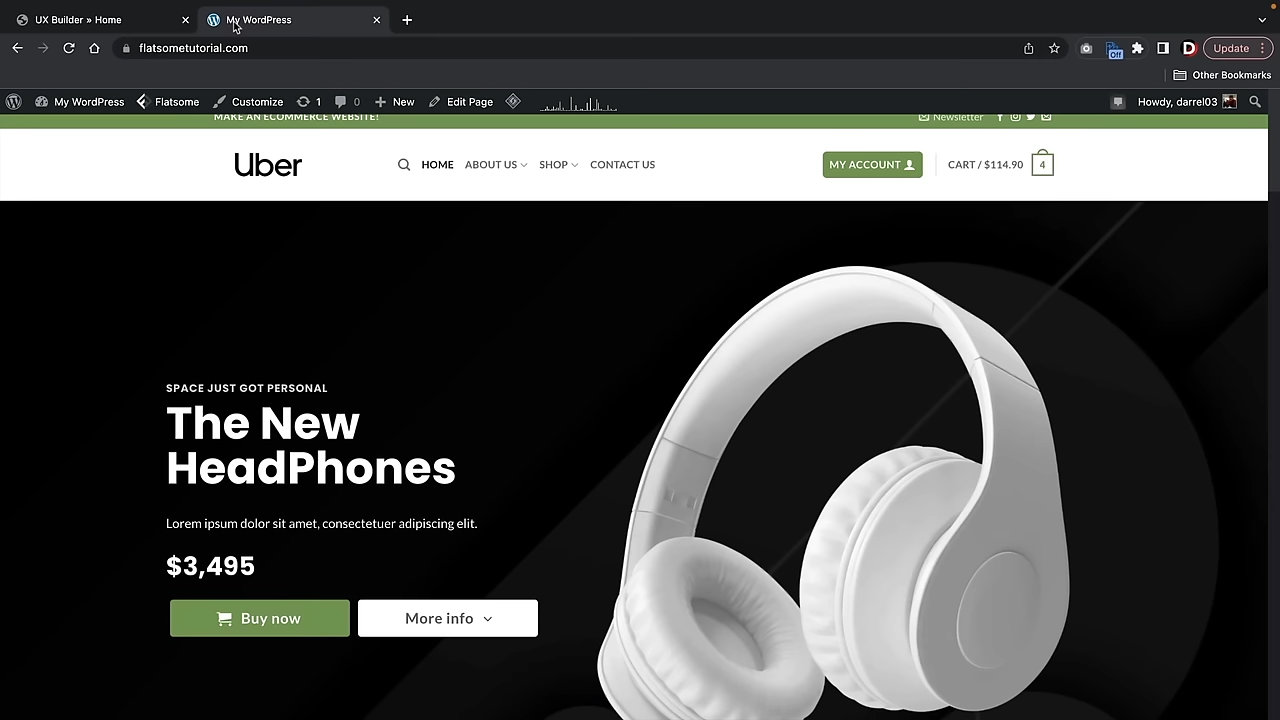 UX Builder » Home
My WordPress
flatsometutorial.com
Off
D
Update
Other Bookmarks
My WordPress
Flatsome
Customize
1
0
New
Edit Page
Howdy, darrel03
MAKE AN ECOMMERCE WEBSITE!
Newsletter
Uber
HOME
ABOUT US
SHOP
CONTACT US
MY ACCOUNT
CART / $114.90
4
SPACE JUST GOT PERSONAL
The New
HeadPhones
Lorem ipsum dolor sit amet, consectetuer adipiscing elit.
$3,495
Buy now
More info